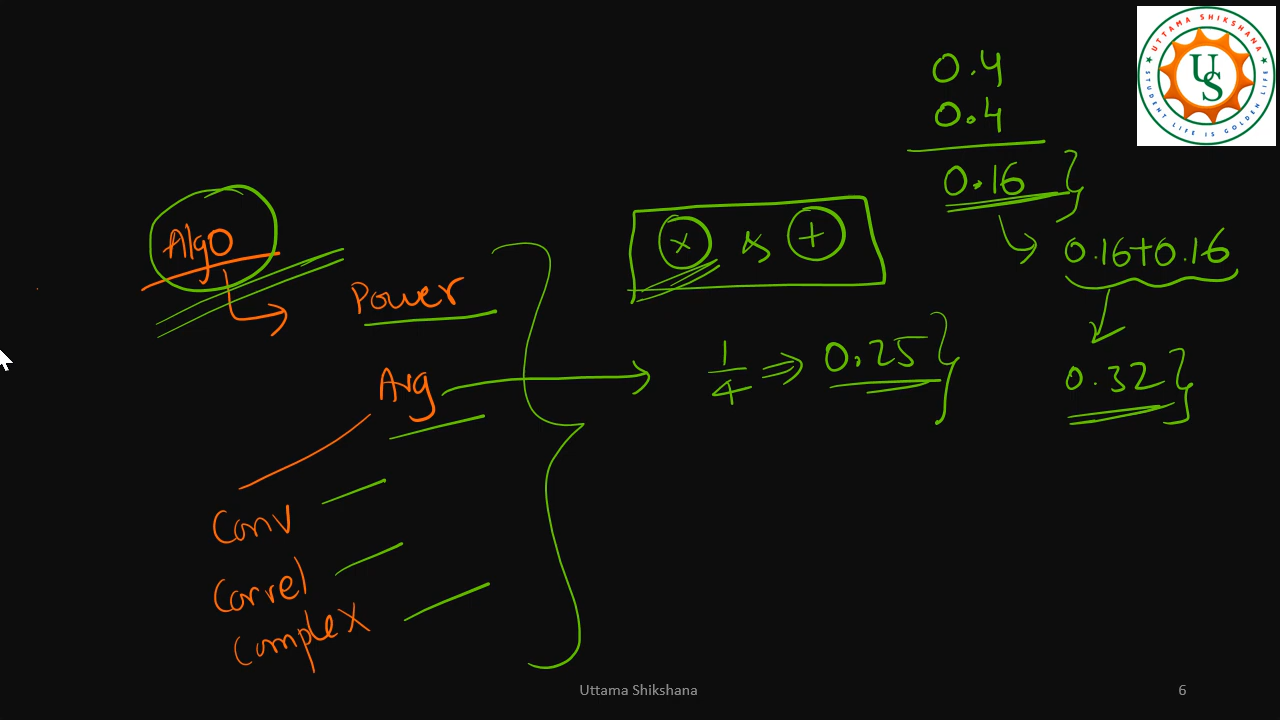 UTTAMA SHIKSHANA
US
STUDENT LIFE IS GOLDEN LIFE
0.4
0.4
0.16
0.16+0.16
0.32
Algo
Power
Avg
Conv
Correl
Complex
× & +
1/4 ⇒ 0.25
Uttama Shikshana
6